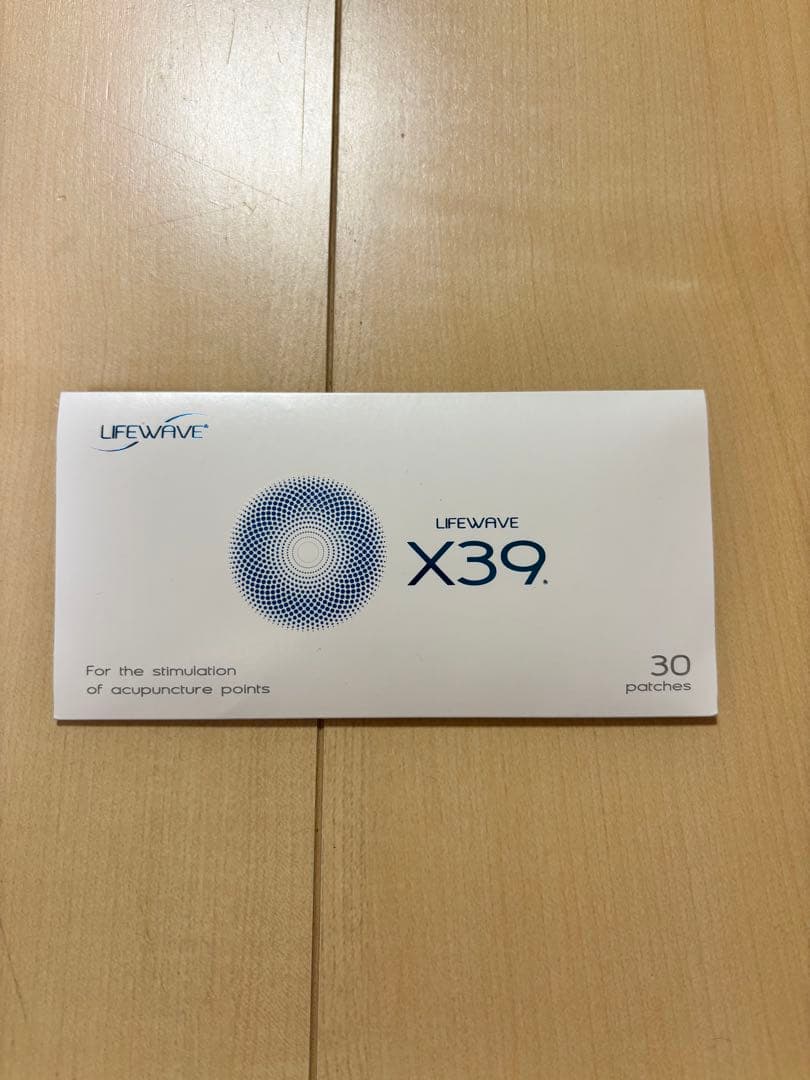 LIFEWAVE®
LIFEWAVE
X39®
For the stimulation
of acupuncture points
30
patches